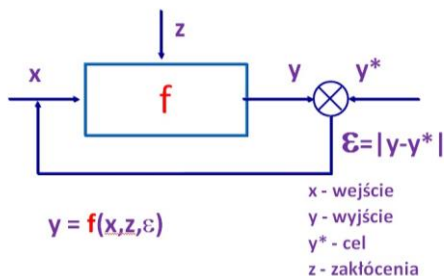 z
x
f
y
y*
ε=|y-y*|
y = f(x,z,ε)
x - wejście
y - wyjście
y* - cel
z - zakłócenia